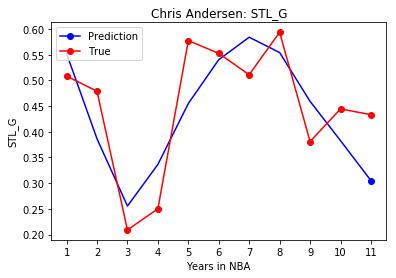 Chris Andersen: STL_G
Prediction
True
STL_G
0.60
0.55
0.50
0.45
0.40
0.35
0.30
0.25
0.20
1 2 3 4 5 6 7 8 9 10 11
Years in NBA